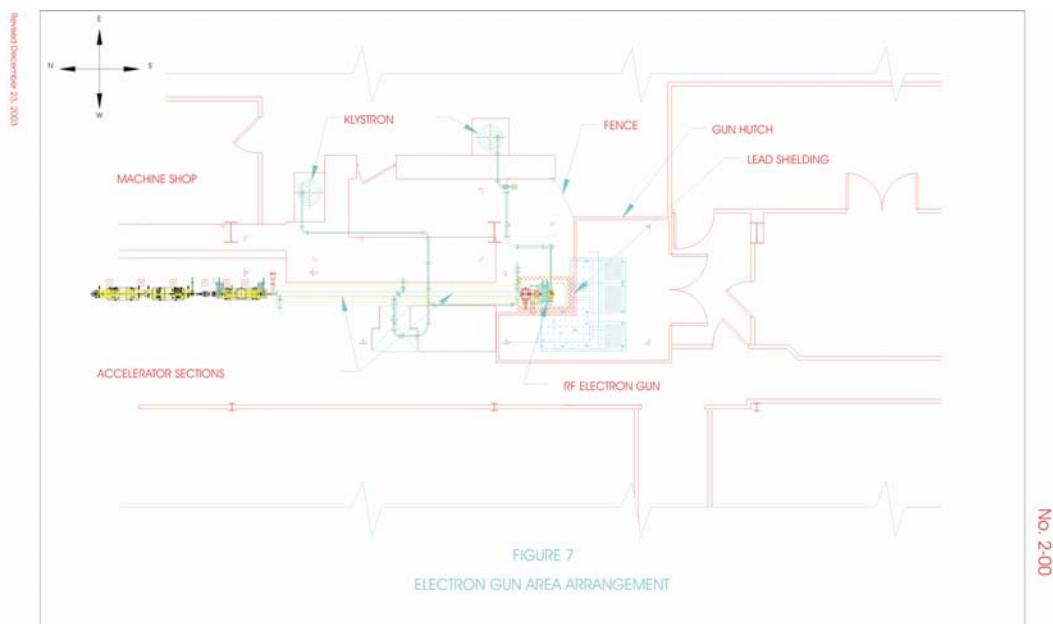 Revised December 23, 2003
E
N
S
W
KLYSTRON
FENCE
GUN HUTCH
LEAD SHIELDING
MACHINE SHOP
ACCELERATOR SECTIONS
RF ELECTRON GUN
FIGURE 7
ELECTRON GUN AREA ARRANGEMENT
No. 2-00